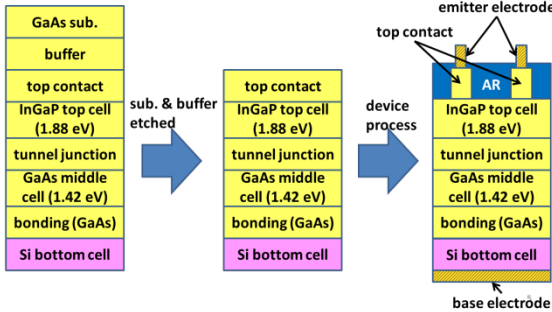 GaAs sub.
buffer
top contact
InGaP top cell
(1.88 eV)
tunnel junction
GaAs middle
cell (1.42 eV)
bonding (GaAs)
Si bottom cell
sub. & buffer
etched
top contact
InGaP top cell
(1.88 eV)
tunnel junction
GaAs middle
cell (1.42 eV)
bonding (GaAs)
Si bottom cell
device
process
emitter electrode
top contact
AR
InGaP top cell
(1.88 eV)
tunnel junction
GaAs middle
cell (1.42 eV)
bonding (GaAs)
Si bottom cell
base electrode